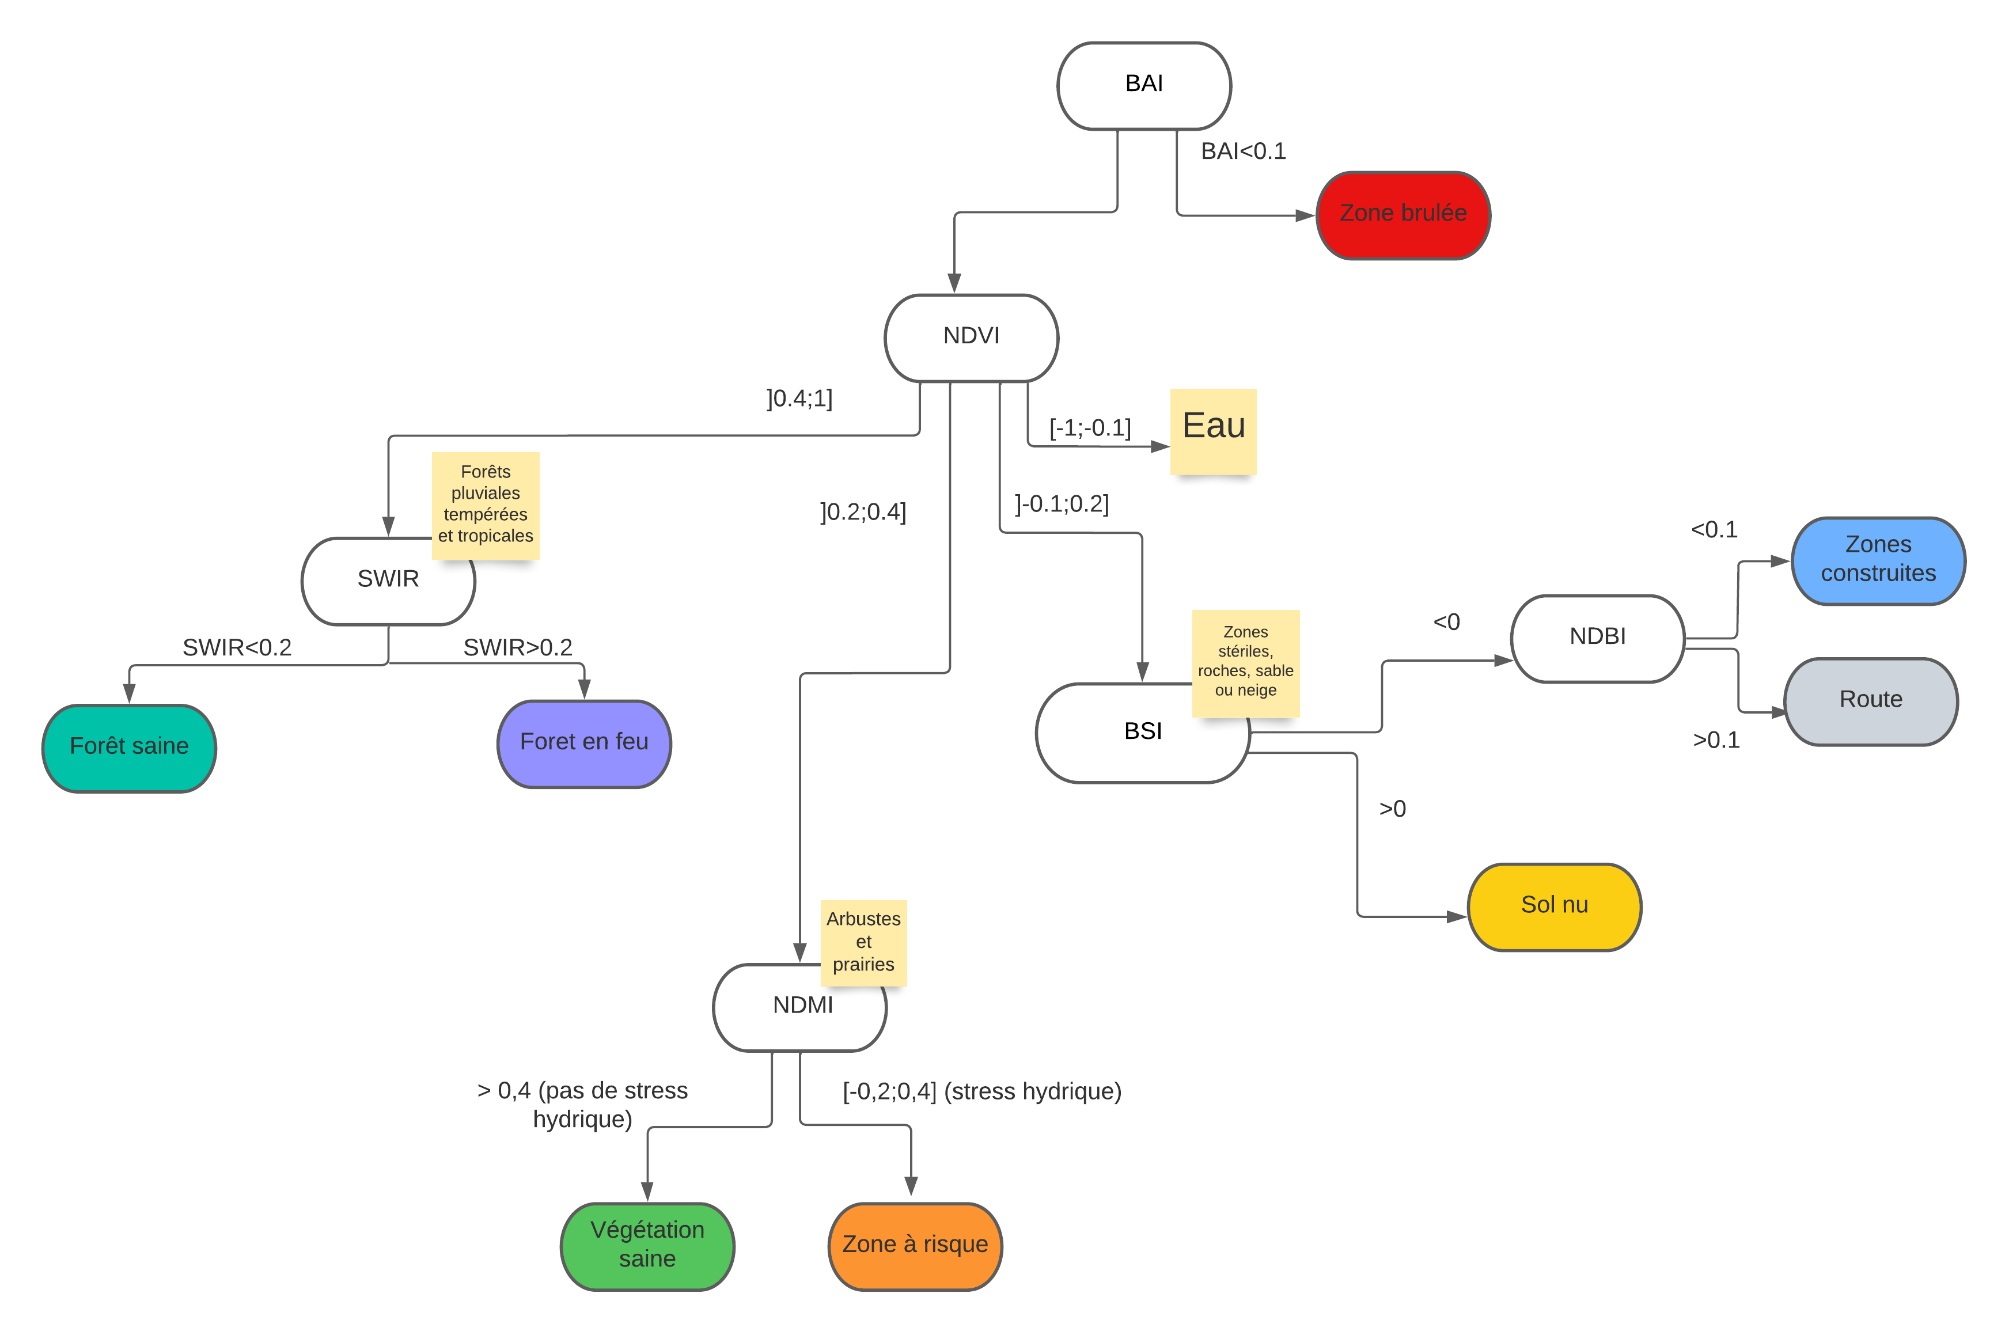 BAI
BAI<0.1
Zone brulée
NDVI
]0.4;1]
[-1;-0.1]
Eau
Forêts
pluviales
tempérées
et tropicales
]0.2;0.4]
]-0.1;0.2]
<0.1
Zones
construites
SWIR
SWIR<0.2
SWIR>0.2
Zones
stériles,
roches, sable
ou neige
<0
NDBI
Route
>0.1
Forêt saine
Foret en feu
BSI
>0
Sol nu
Arbustes
et
prairies
NDMI
> 0,4 (pas de stress
hydrique)
[-0,2;0,4] (stress hydrique)
Végétation
saine
Zone à risque